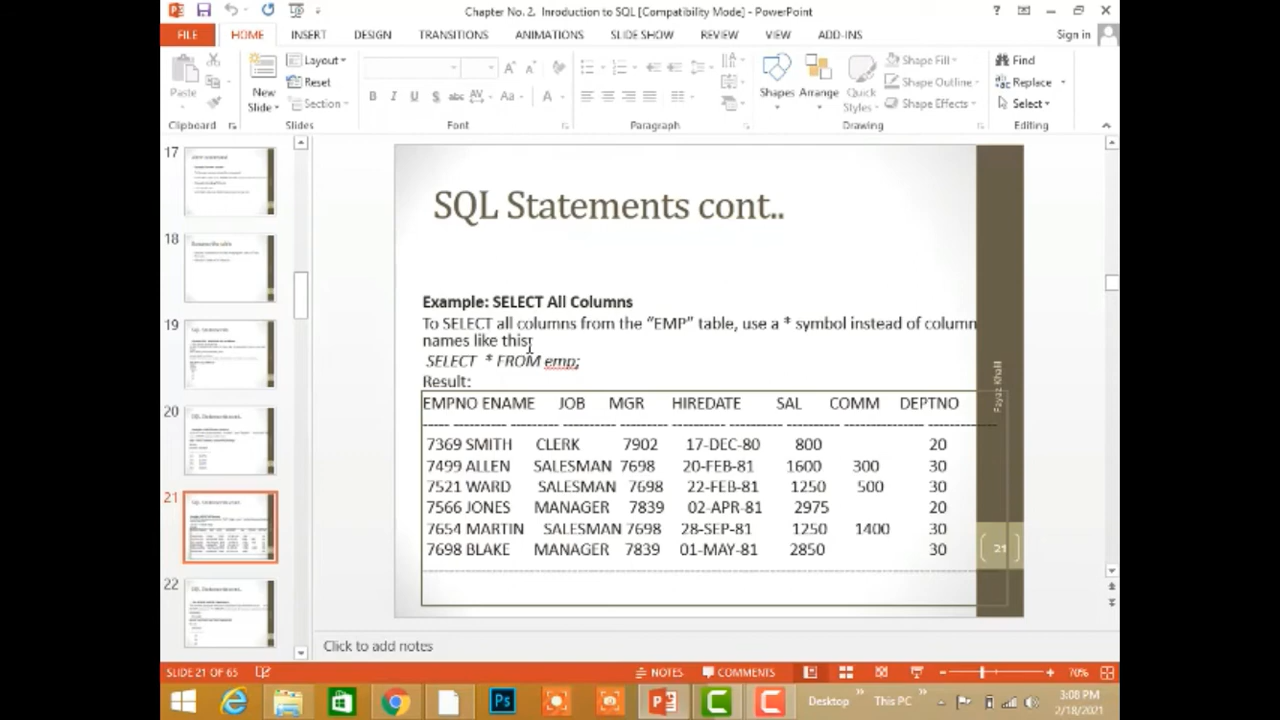 Chapter No. 2. Inroduction to SQL [Compatibility Mode] - PowerPoint
FILE HOME INSERT DESIGN TRANSITIONS ANIMATIONS SLIDE SHOW REVIEW VIEW ADD-INS Sign in
Paste
New
Slide
Layout
Reset
Section
B I U S abc AV Aa A
Shapes Arrange Quick
Styles
Shape Fill
Shape Outline
Shape Effects
Find
Replace
Select
Clipboard Slides Font Paragraph Drawing Editing
17
18
19
20
21
22
SQL Statements cont..
Example: SELECT All Columns
To SELECT all columns from the “EMP” table, use a * symbol instead of column
names like this:
SELECT * FROM emp;
Result:
EMPNO ENAME JOB MGR HIREDATE SAL COMM DEPTNO
7369 SWITH CLERK 7902 17-DEC-80 800 20
7499 ALLEN SALESMAN 7698 20-FEB-81 1600 300 30
7521 WARD SALESMAN 7698 22-FEB-81 1250 500 30
7566 JONES MANAGER 7839 02-APR-81 2975 20
7654 MARTIN SALESMAN 7698 28-SEP-81 1250 1400 30
7698 BLAKE MANAGER 7839 01-MAY-81 2850 30
Fayaz Khalil
21
Click to add notes
SLIDE 21 OF 65 NOTES COMMENTS 70%
Ps Desktop This PC 3:08 PM
2/18/2021